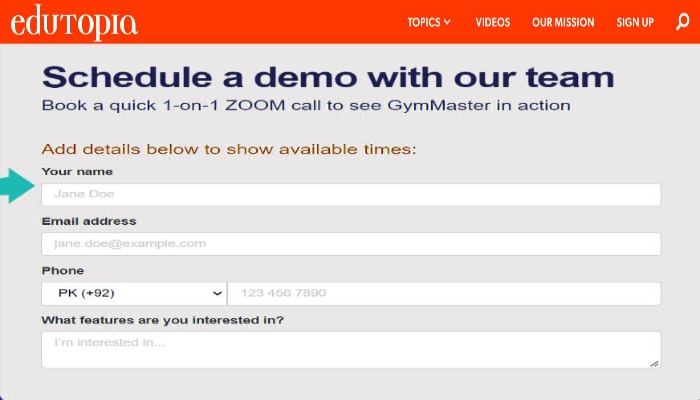 edutopia
TOPICS VIDEOS OUR MISSION SIGN UP
Schedule a demo with our team
Book a quick 1-on-1 ZOOM call to see GymMaster in action
Add details below to show available times:
Your name
Jane Doe
Email address
jane.doe@example.com
Phone
PK (+92) 123 456 7890
What features are you interested in?
I'm interested in...